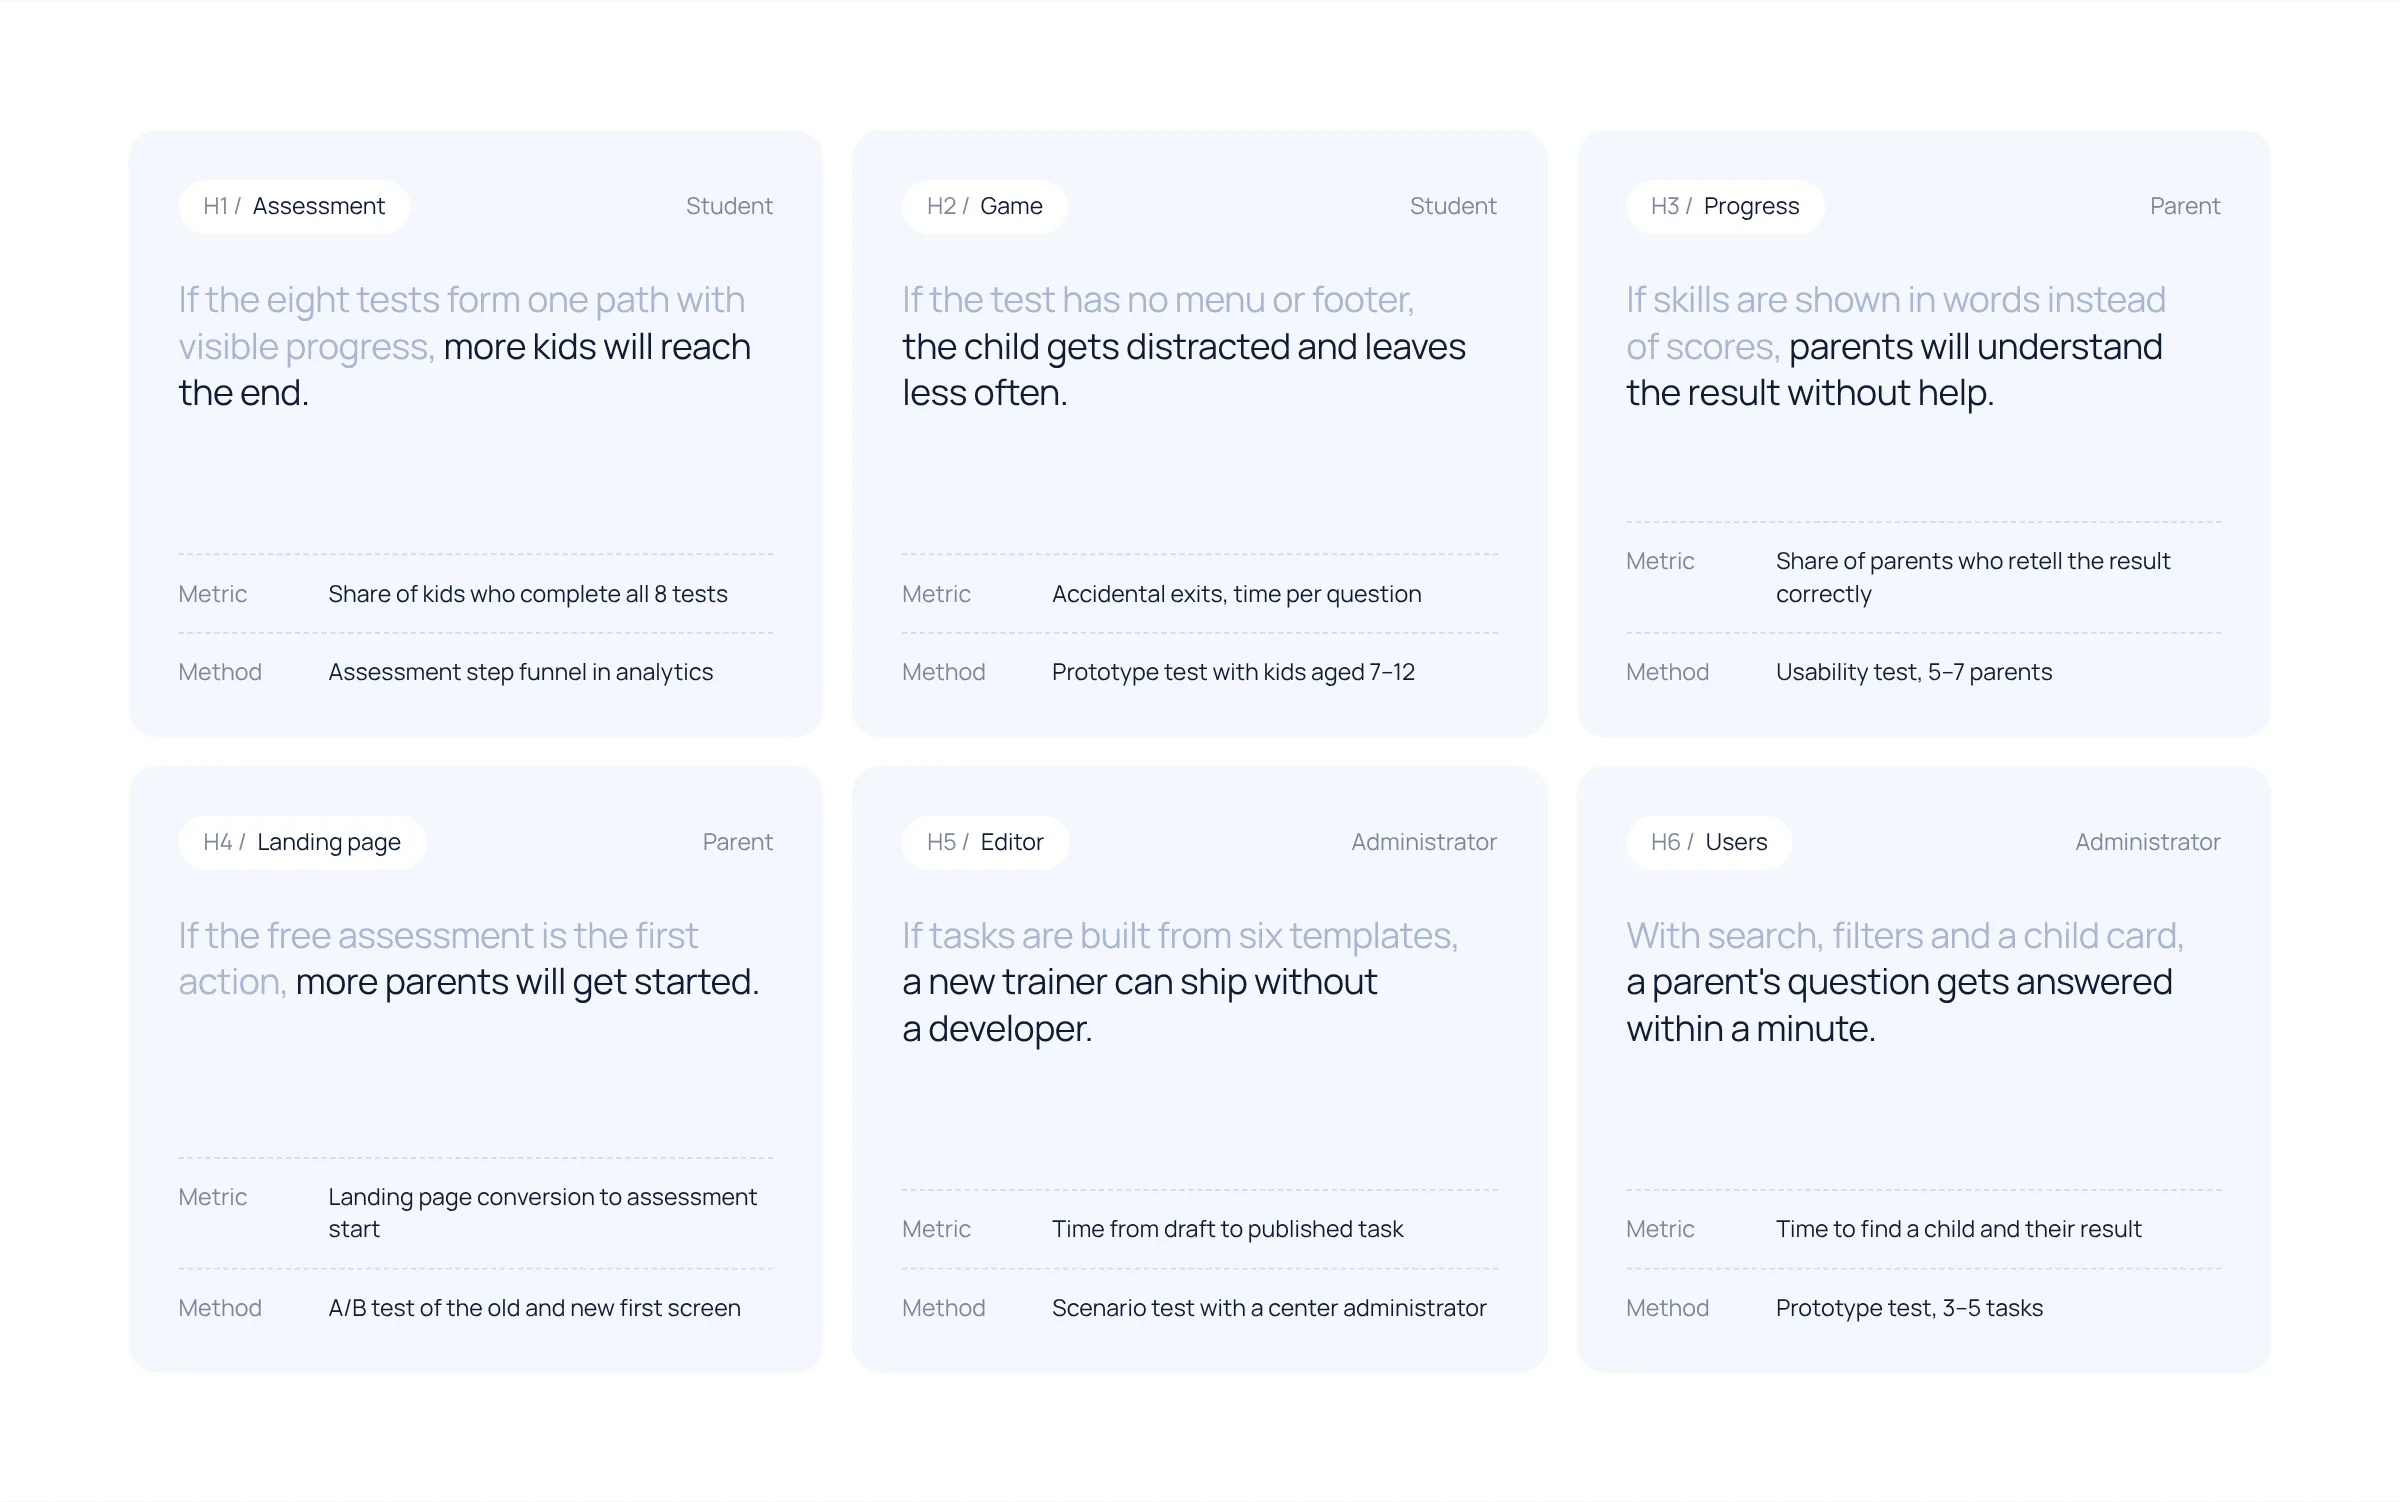 H1 / Assessment
Student
If the eight tests form one path with
visible progress, more kids will reach
the end.
Metric
Share of kids who complete all 8 tests
Method
Assessment step funnel in analytics
H2 / Game
Student
If the test has no menu or footer,
the child gets distracted and leaves
less often.
Metric
Accidental exits, time per question
Method
Prototype test with kids aged 7–12
H3 / Progress
Parent
If skills are shown in words instead
of scores, parents will understand
the result without help.
Metric
Share of parents who retell the result
correctly
Method
Usability test, 5–7 parents
H4 / Landing page
Parent
If the free assessment is the first
action, more parents will get started.
Metric
Landing page conversion to assessment
start
Method
A/B test of the old and new first screen
H5 / Editor
Administrator
If tasks are built from six templates,
a new trainer can ship without
a developer.
Metric
Time from draft to published task
Method
Scenario test with a center administrator
H6 / Users
Administrator
With search, filters and a child card,
a parent's question gets answered
within a minute.
Metric
Time to find a child and their result
Method
Prototype test, 3–5 tasks